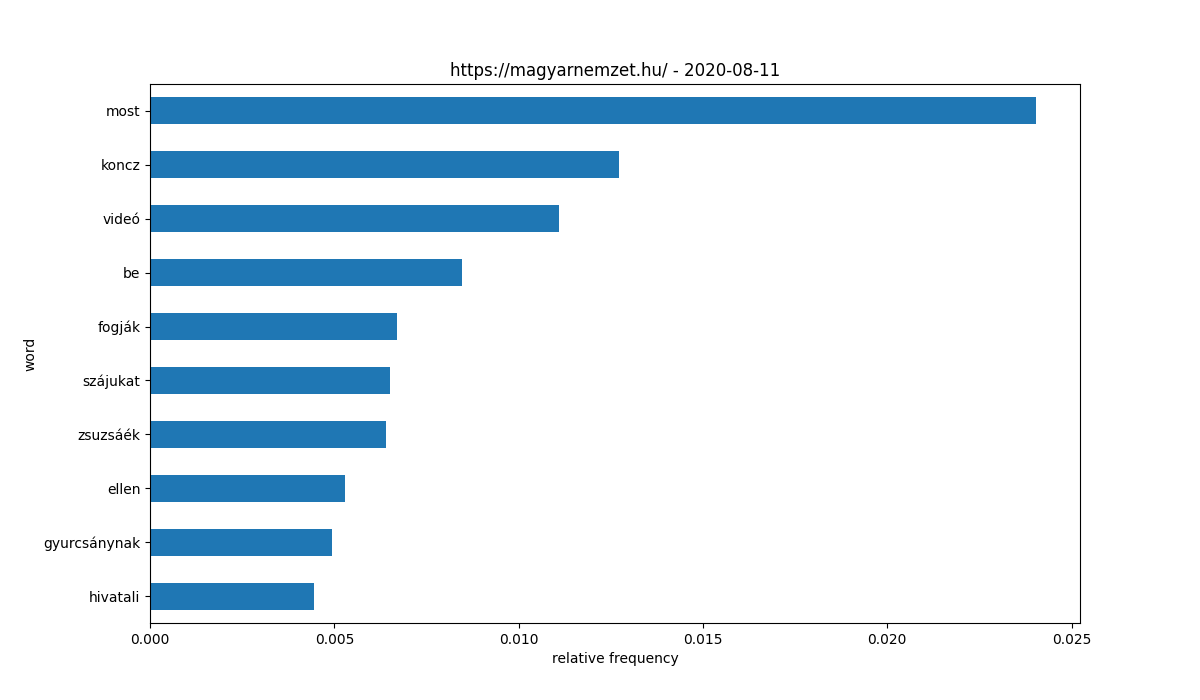 https://magyarnemzet.hu/ - 2020-08-11
most
koncz
videó
be
fogják
szájukat
zsuzsáék
ellen
gyurcsánynak
hivatali
word
0.000 0.005 0.010 0.015 0.020 0.025
relative frequency